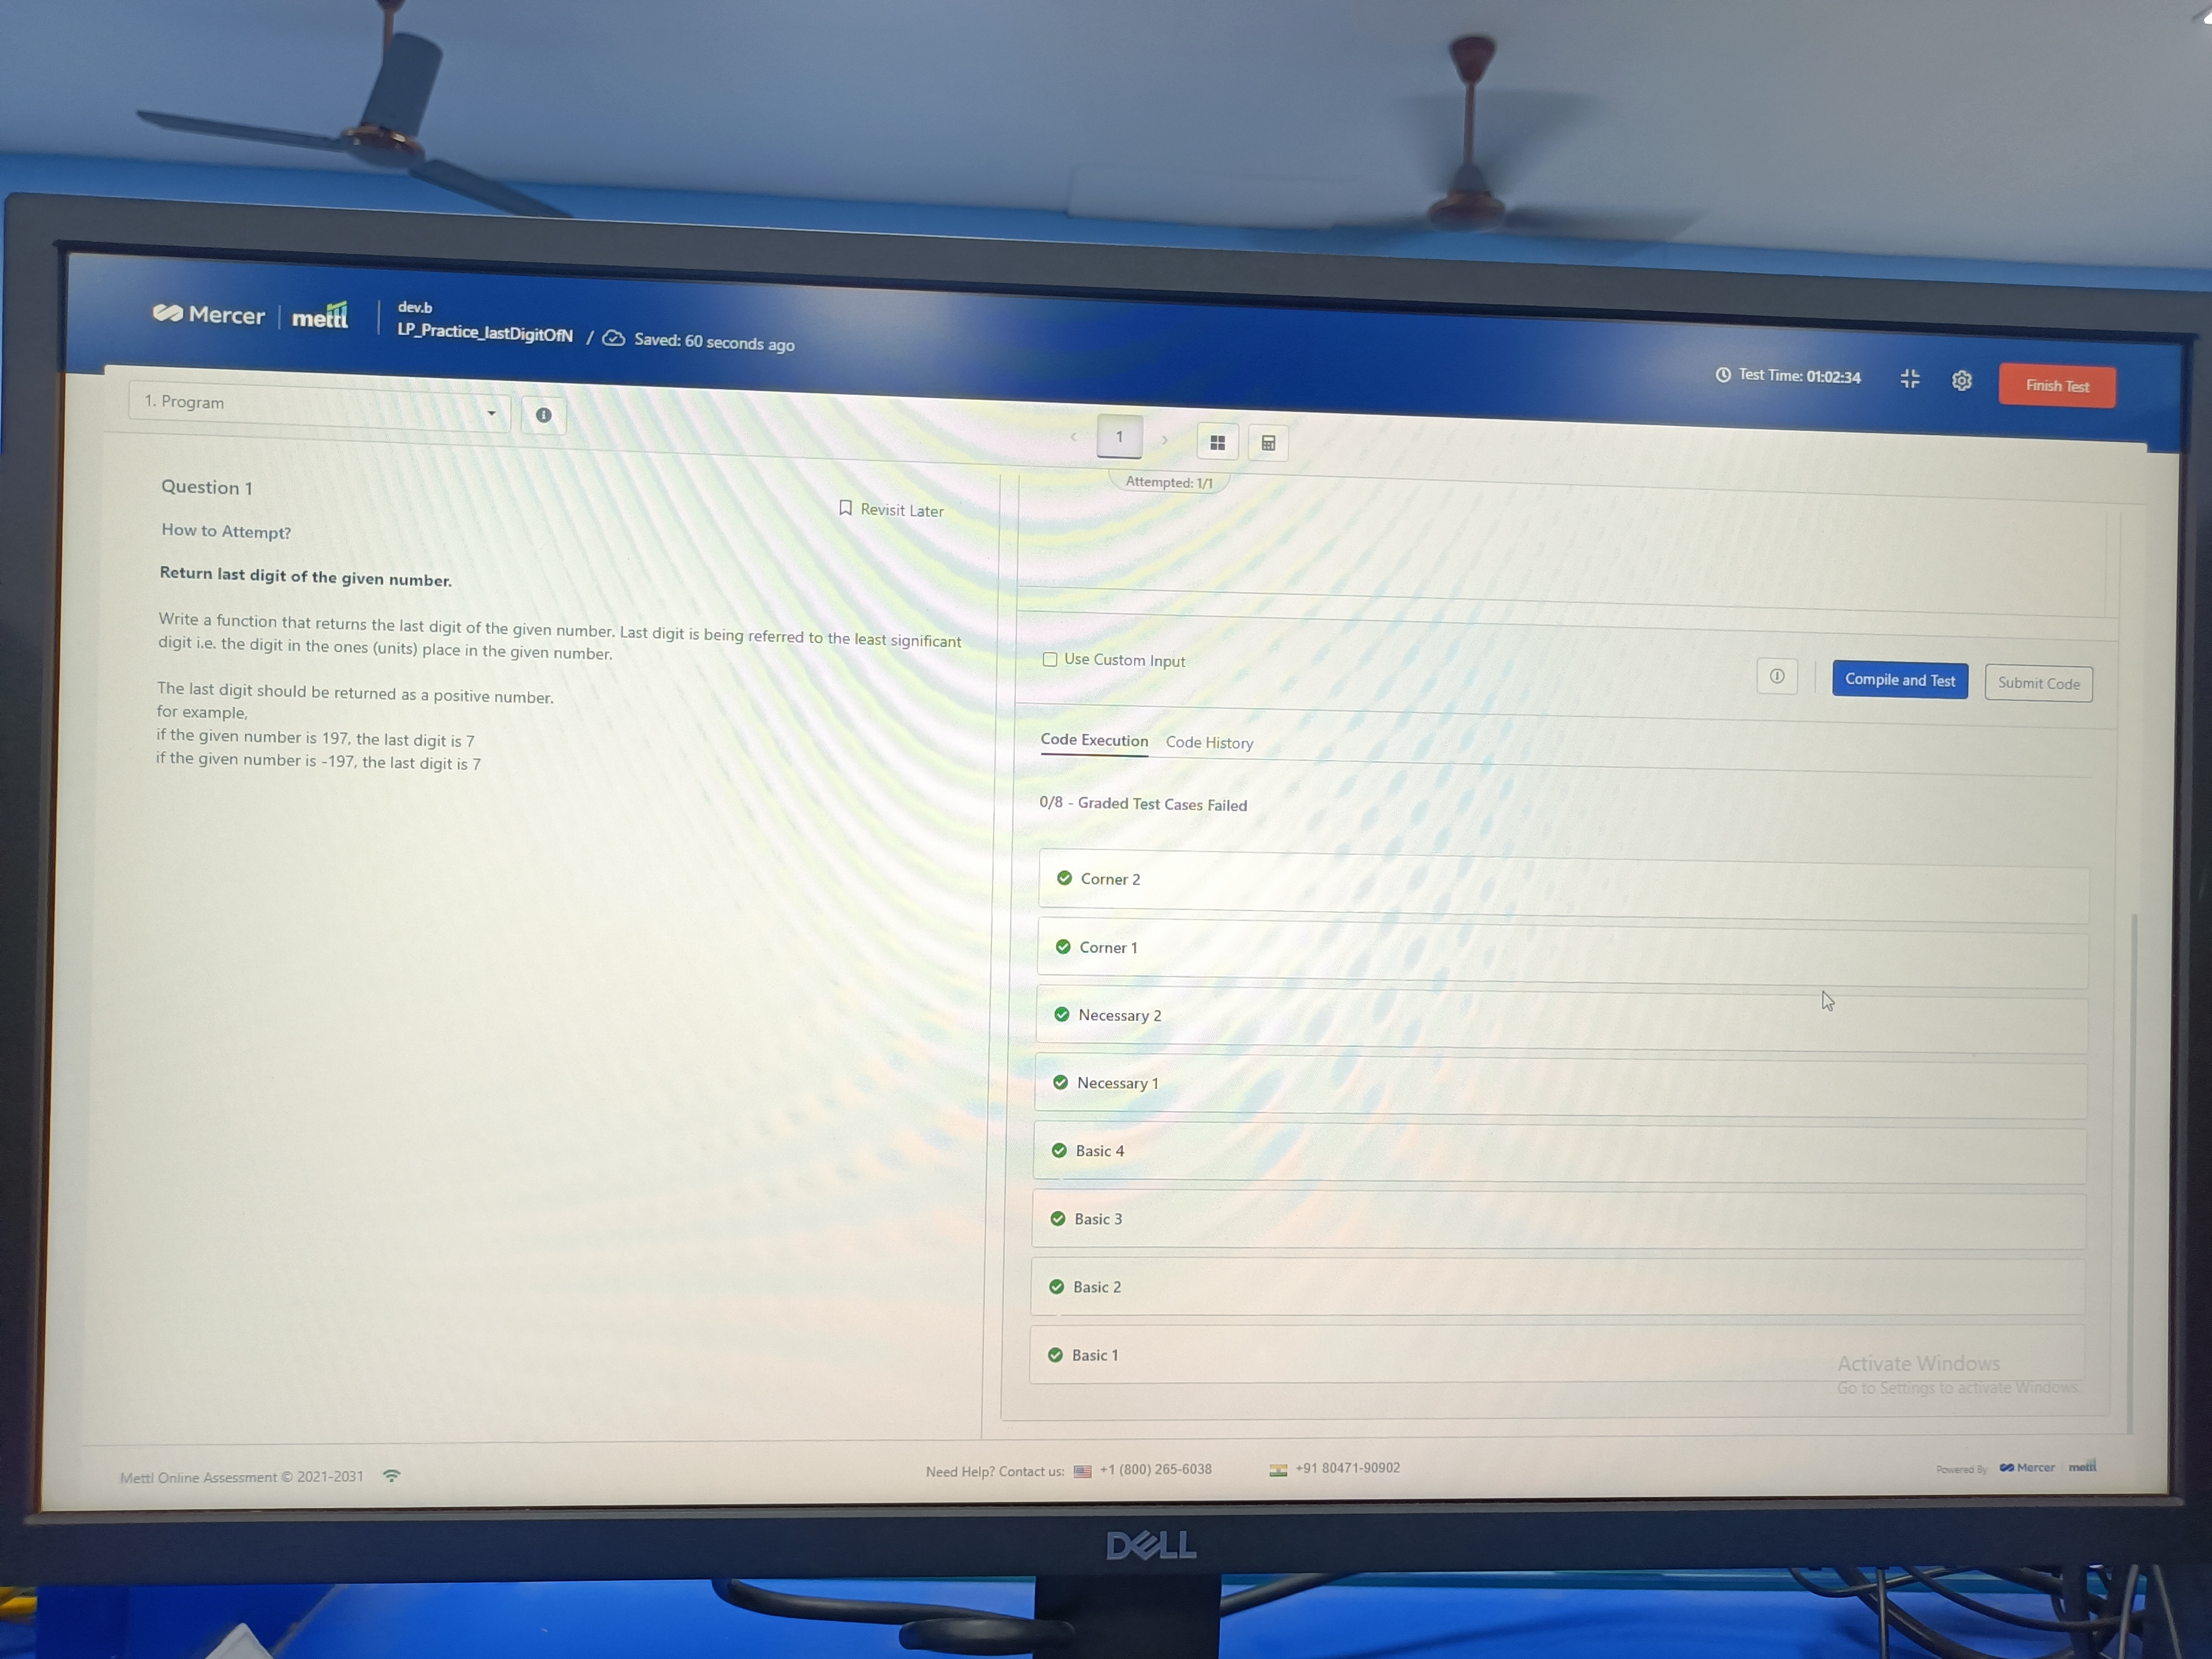 Mercer | mettl
dev.b
LP_Practice_lastDigitOfN / Saved: 60 seconds ago
Test Time: 01:02:34
Finish Test
1. Program
1
Attempted: 1/1
Question 1
Revisit Later
How to Attempt?
Return last digit of the given number.
Write a function that returns the last digit of the given number. Last digit is being referred to the least significant
digit i.e. the digit in the ones (units) place in the given number.
The last digit should be returned as a positive number.
for example,
if the given number is 197, the last digit is 7
if the given number is -197, the last digit is 7
Use Custom Input
Compile and Test
Submit Code
Code Execution Code History
0/8 - Graded Test Cases Failed
Corner 2
Corner 1
Necessary 2
Necessary 1
Basic 4
Basic 3
Basic 2
Basic 1
Activate Windows
Go to Settings to activate Windows.
Mettl Online Assessment © 2021-2031
Need Help? Contact us: +1 (800) 265-6038 +91 80471-90902
Powered By Mercer | mettl
DELL